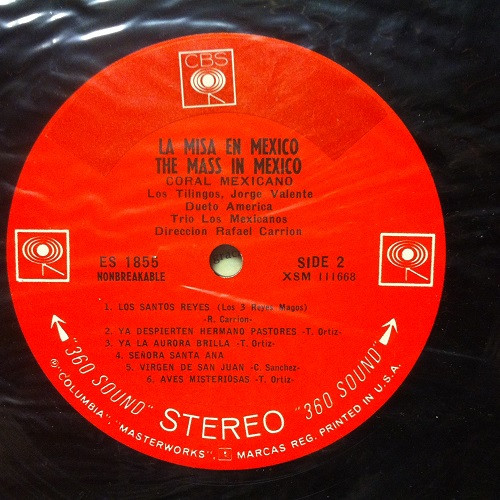 CBS
LA MISA EN MEXICO
THE MASS IN MEXICO
CORAL MEXICANO
Los Tilingos, Jorge Valente
Dueto America
Trio Los Mexicanos
Direccion Rafael Carrion
ES 1855
NONBREAKABLE
SIDE 2
XSM 111668
1. LOS SANTOS REYES (Los 3 Reyes Magos)
-R. Carrion-
2. YA DESPIERTEN HERMANO PASTORES -T. Ortiz-
3. YA LA AURORA BRILLA -T. Ortiz-
4. SEÑORA SANTA ANA
5. VIRGEN DE SAN JUAN -C. Sanchez-
6. AVES MISTERIOSAS -T. Ortiz-
"360 SOUND" STEREO "360 SOUND"
® "COLUMBIA", "MASTERWORKS", MARCAS REG. PRINTED IN U.S.A.